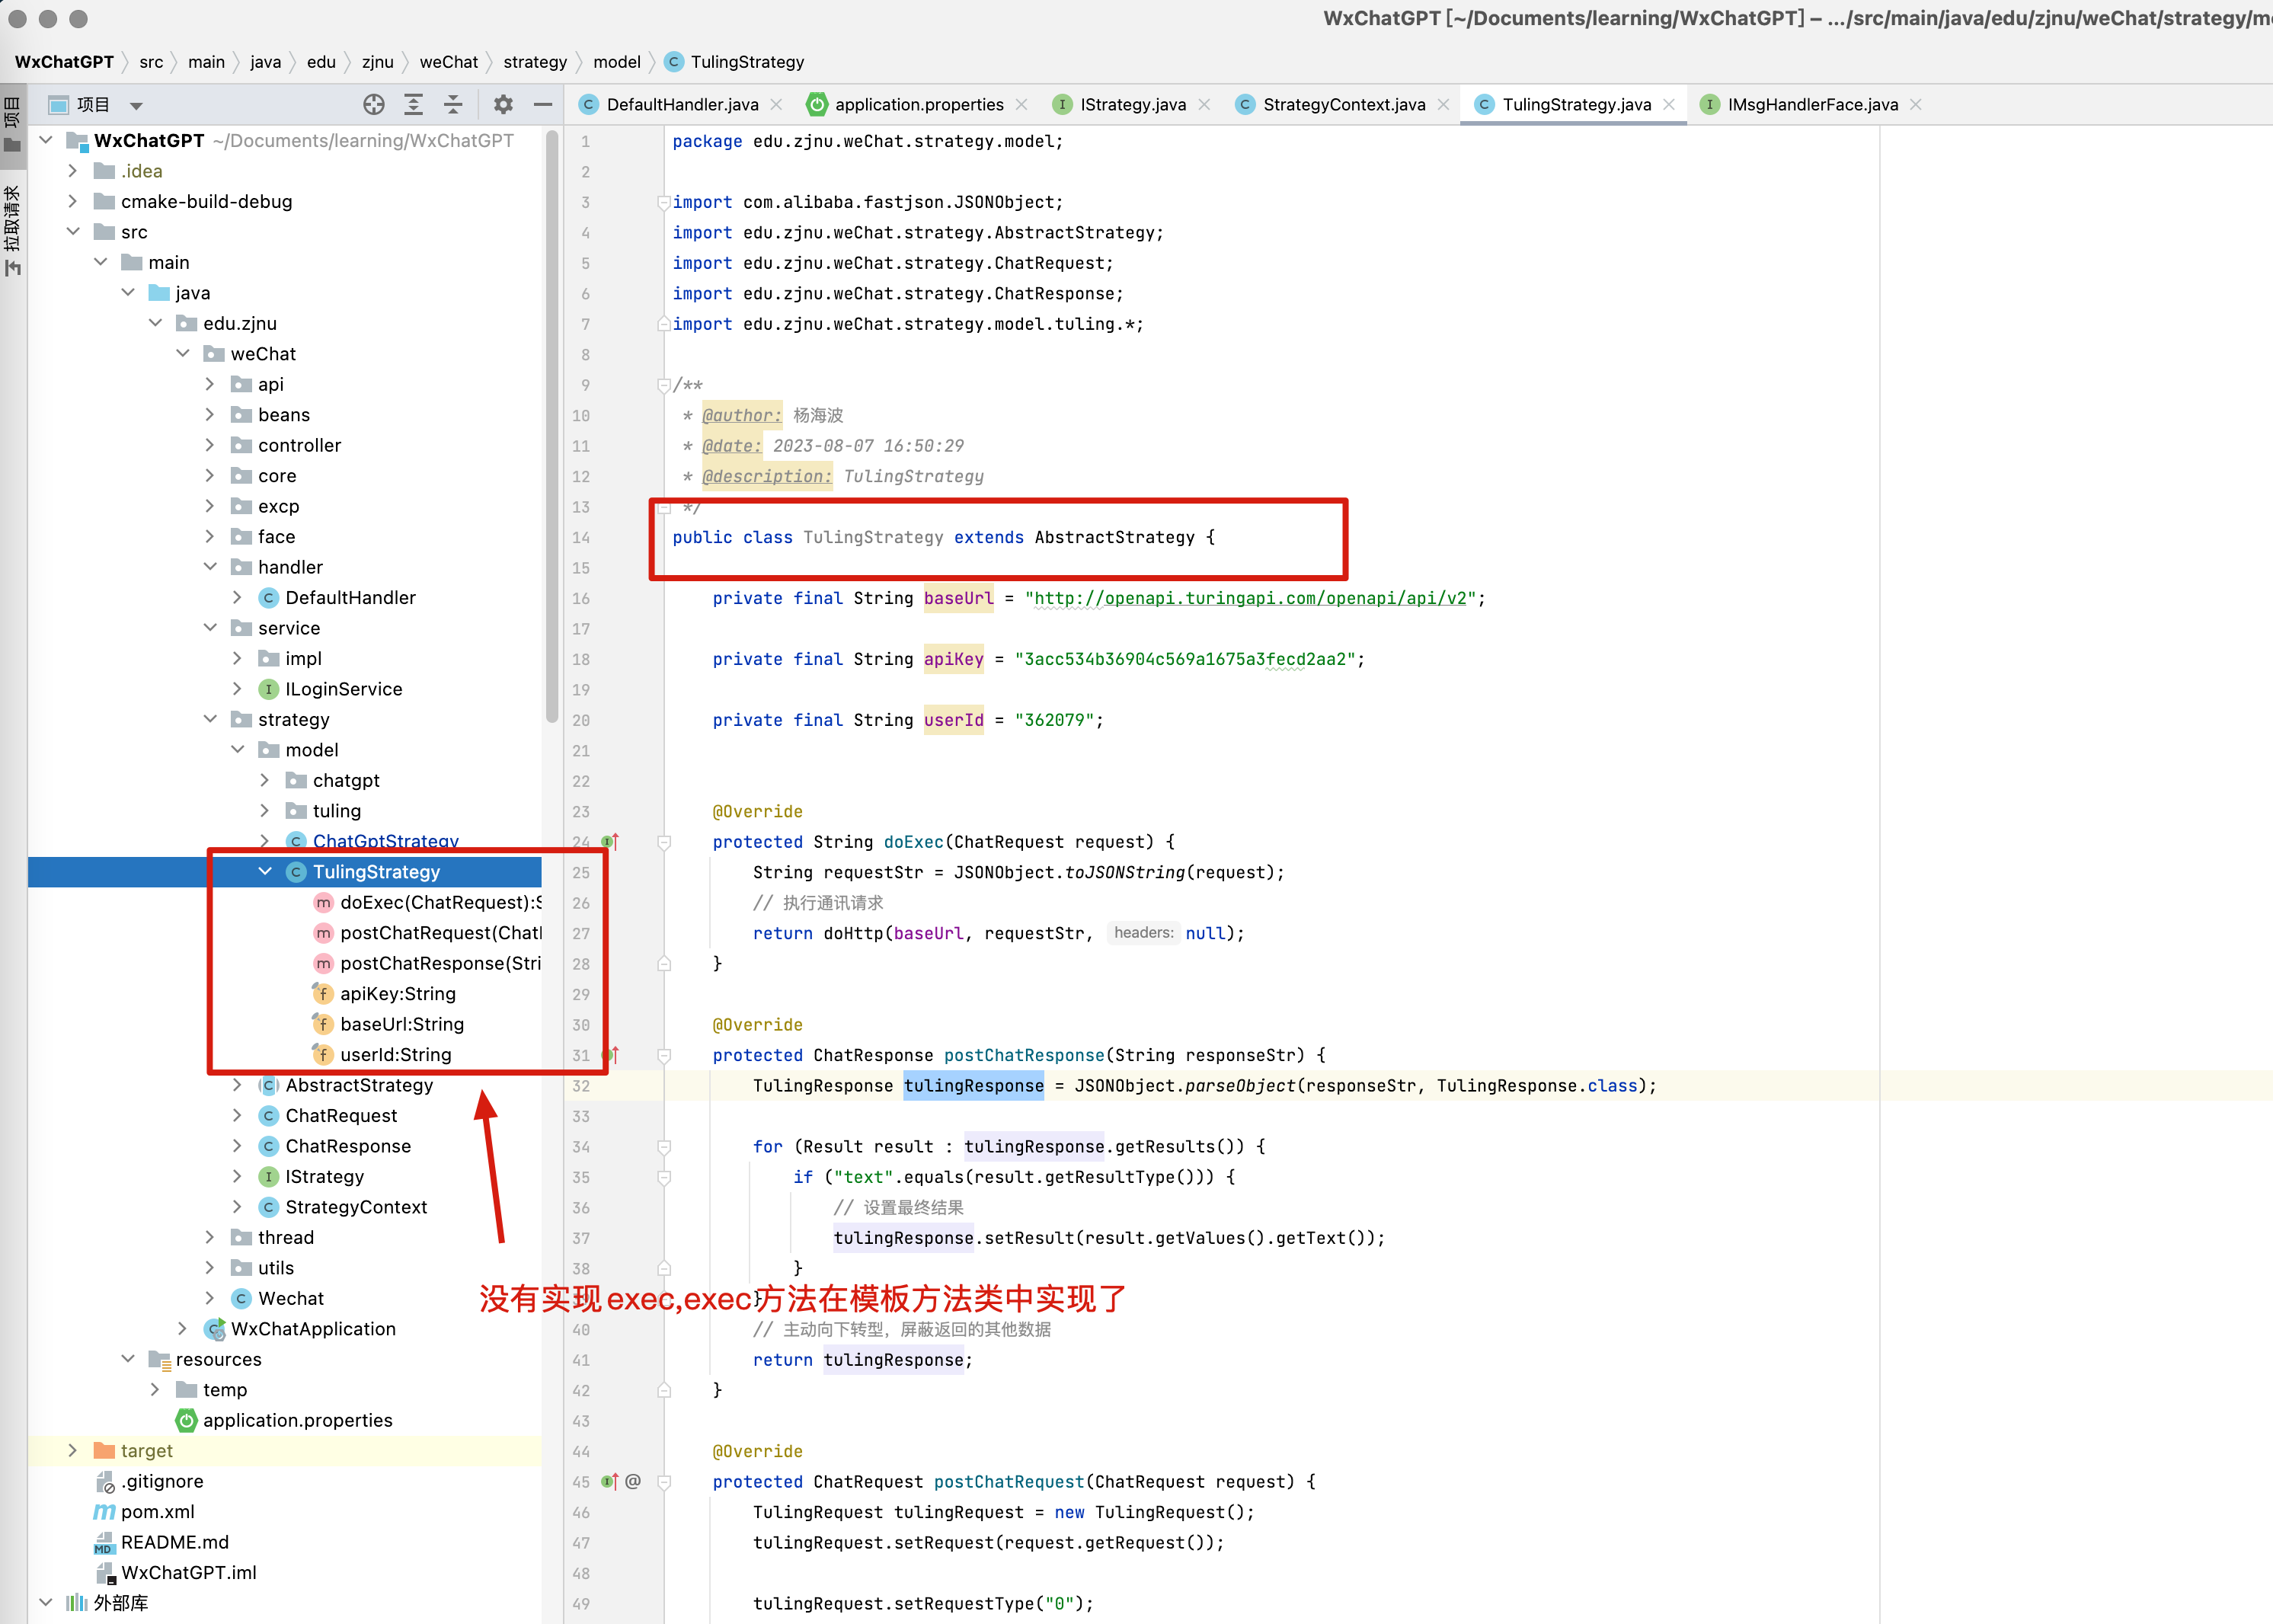 WxChatGPT [~/Documents/learning/WxChatGPT] – .../src/main/java/edu/zjnu/weChat/strategy/
WxChatGPT src main java edu zjnu weChat strategy model TulingStrategy
项目
DefaultHandler.java application.properties IStrategy.java StrategyContext.java TulingStrategy.java IMsgHandlerFace.java
项目
拉取请求
WxChatGPT ~/Documents/learning/WxChatGPT
.idea
cmake-build-debug
src
main
java
edu.zjnu
weChat
api
beans
controller
core
excp
face
handler
DefaultHandler
service
impl
ILoginService
strategy
model
chatgpt
tuling
ChatGptStrategy
TulingStrategy
doExec(ChatRequest):S
postChatRequest(Chat
postChatResponse(Stri
apiKey:String
baseUrl:String
userId:String
AbstractStrategy
ChatRequest
ChatResponse
IStrategy
StrategyContext
thread
utils
Wechat
WxChatApplication
resources
temp
application.properties
target
.gitignore
pom.xml
README.md
WxChatGPT.iml
外部库
1 package edu.zjnu.weChat.strategy.model;
2
3 import com.alibaba.fastjson.JSONObject;
4 import edu.zjnu.weChat.strategy.AbstractStrategy;
5 import edu.zjnu.weChat.strategy.ChatRequest;
6 import edu.zjnu.weChat.strategy.ChatResponse;
7 import edu.zjnu.weChat.strategy.model.tuling.*;
8
9 /**
10 * @author: 杨海波
11 * @date: 2023-08-07 16:50:29
12 * @description: TulingStrategy
13 */
14 public class TulingStrategy extends AbstractStrategy {
15
16 private final String baseUrl = "http://openapi.turingapi.com/openapi/api/v2";
17
18 private final String apiKey = "3acc534b36904c569a1675a3fecd2aa2";
19
20 private final String userId = "362079";
21
22
23 @Override
24 protected String doExec(ChatRequest request) {
25 String requestStr = JSONObject.toJSONString(request);
26 // 执行通讯请求
27 return doHttp(baseUrl, requestStr, headers: null);
28 }
29
30 @Override
31 protected ChatResponse postChatResponse(String responseStr) {
32 TulingResponse tulingResponse = JSONObject.parseObject(responseStr, TulingResponse.class);
33
34 for (Result result : tulingResponse.getResults()) {
35 if ("text".equals(result.getResultType())) {
36 // 设置最终结果
37 tulingResponse.setResult(result.getValues().getText());
38 }
没有实现exec,exec方法在模板方法类中实现了
}
40 // 主动向下转型，屏蔽返回的其他数据
41 return tulingResponse;
42 }
43
44 @Override
45 protected ChatRequest postChatRequest(ChatRequest request) {
46 TulingRequest tulingRequest = new TulingRequest();
47 tulingRequest.setRequest(request.getRequest());
48
49 tulingRequest.setRequestType("0");